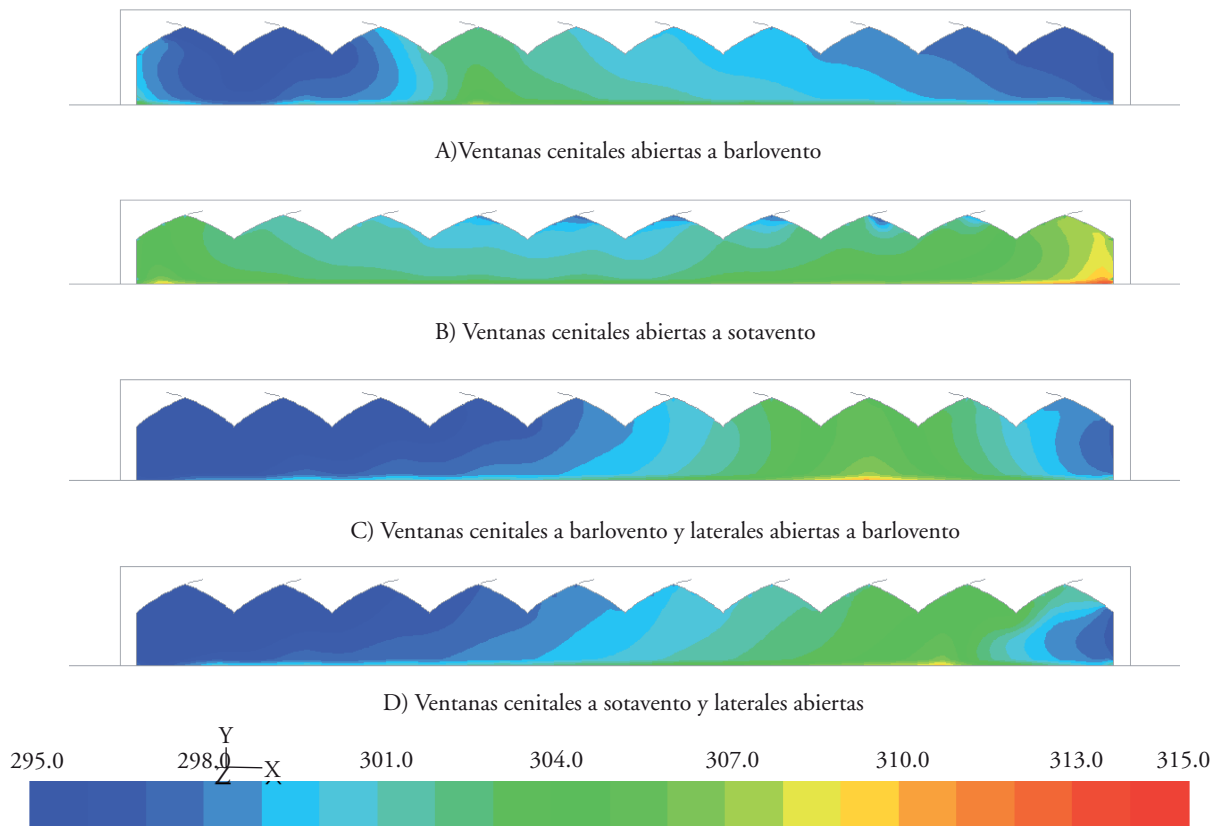 A)Ventanas cenitales abiertas a barlovento
B) Ventanas cenitales abiertas a sotavento
C) Ventanas cenitales a barlovento y laterales abiertas a barlovento
D) Ventanas cenitales a sotavento y laterales abiertas
Y
295.0 298.0 301.0 304.0 307.0 310.0 313.0 315.0
Z X